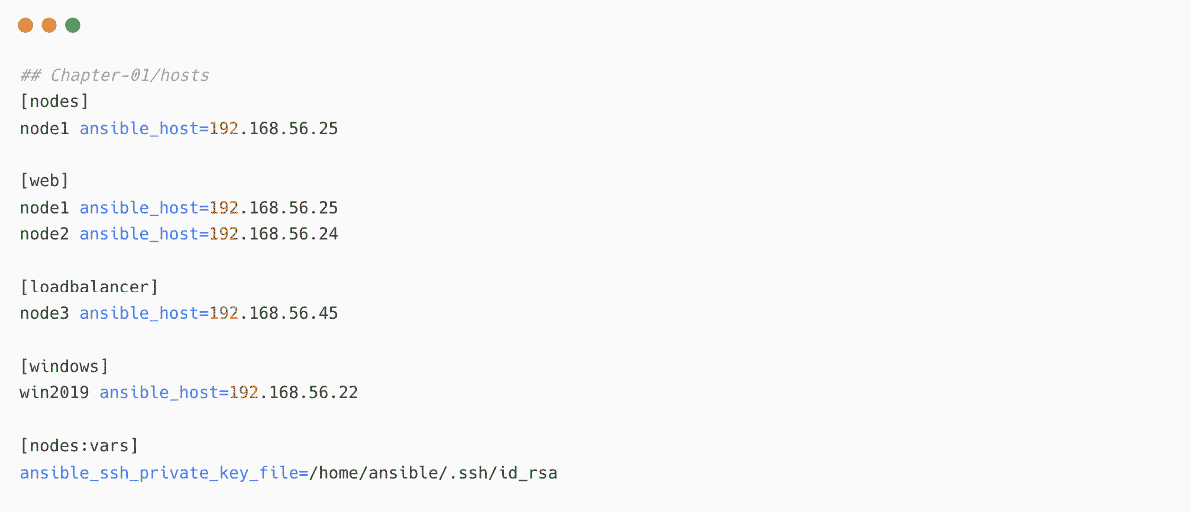 ## Chapter-01/hosts
[nodes]
node1 ansible_host=192.168.56.25
[web]
node1 ansible_host=192.168.56.25
node2 ansible_host=192.168.56.24
[loadbalancer]
node3 ansible_host=192.168.56.45
[windows]
win2019 ansible_host=192.168.56.22
[nodes:vars]
ansible_ssh_private_key_file=/home/ansible/.ssh/id_rsa